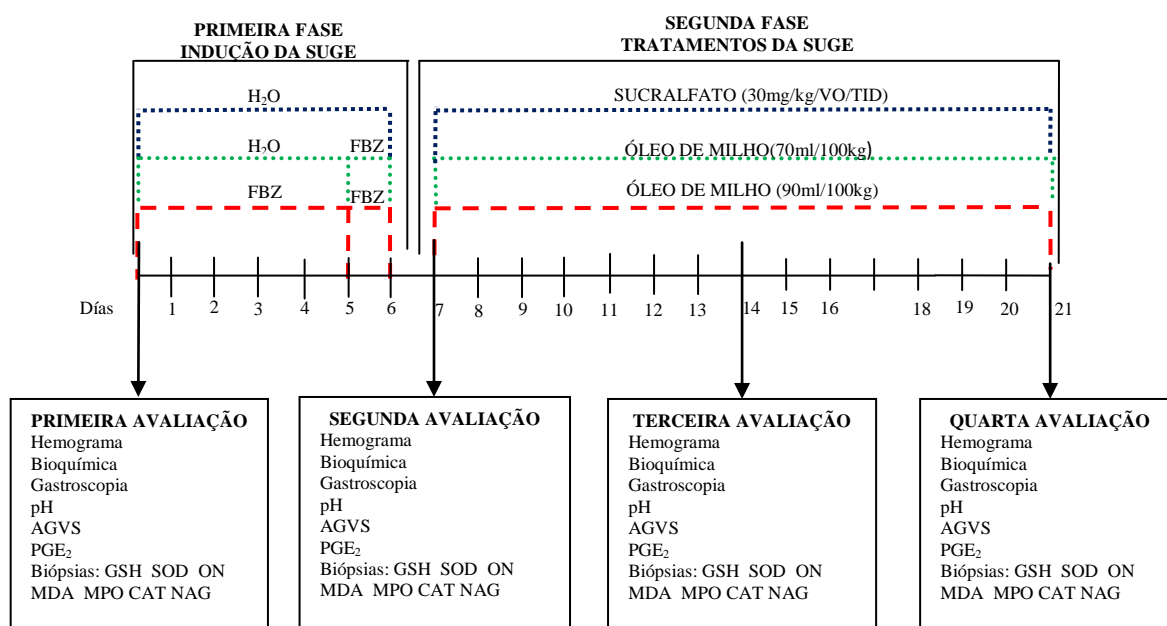 PRIMEIRA FASE
INDUÇÃO DA SUGE
SEGUNDA FASE
TRATAMENTOS DA SUGE
H₂O
SUCRALFATO (30mg/kg/VO/TID)
H₂O
FBZ
ÓLEO DE MILHO(70ml/100kg)
FBZ
FBZ
ÓLEO DE MILHO (90ml/100kg)
Días 1 2 3 4 5 6 7 8 9 10 11 12 13 14 15 16 18 19 20 21
PRIMEIRA AVALIAÇÃO
Hemograma
Bioquímica
Gastroscopia
pH
AGVS
PGE₂
Biópsias: GSH SOD ON
MDA MPO CAT NAG
SEGUNDA AVALIAÇÃO
Hemograma
Bioquímica
Gastroscopia
pH
AGVS
PGE₂
Biópsias: GSH SOD ON
MDA MPO CAT NAG
TERCEIRA AVALIAÇÃO
Hemograma
Bioquímica
Gastroscopia
pH
AGVS
PGE₂
Biópsias: GSH SOD ON
MDA MPO CAT NAG
QUARTA AVALIAÇÃO
Hemograma
Bioquímica
Gastroscopia
pH
AGVS
PGE₂
Biópsias: GSH SOD ON
MDA MPO CAT NAG